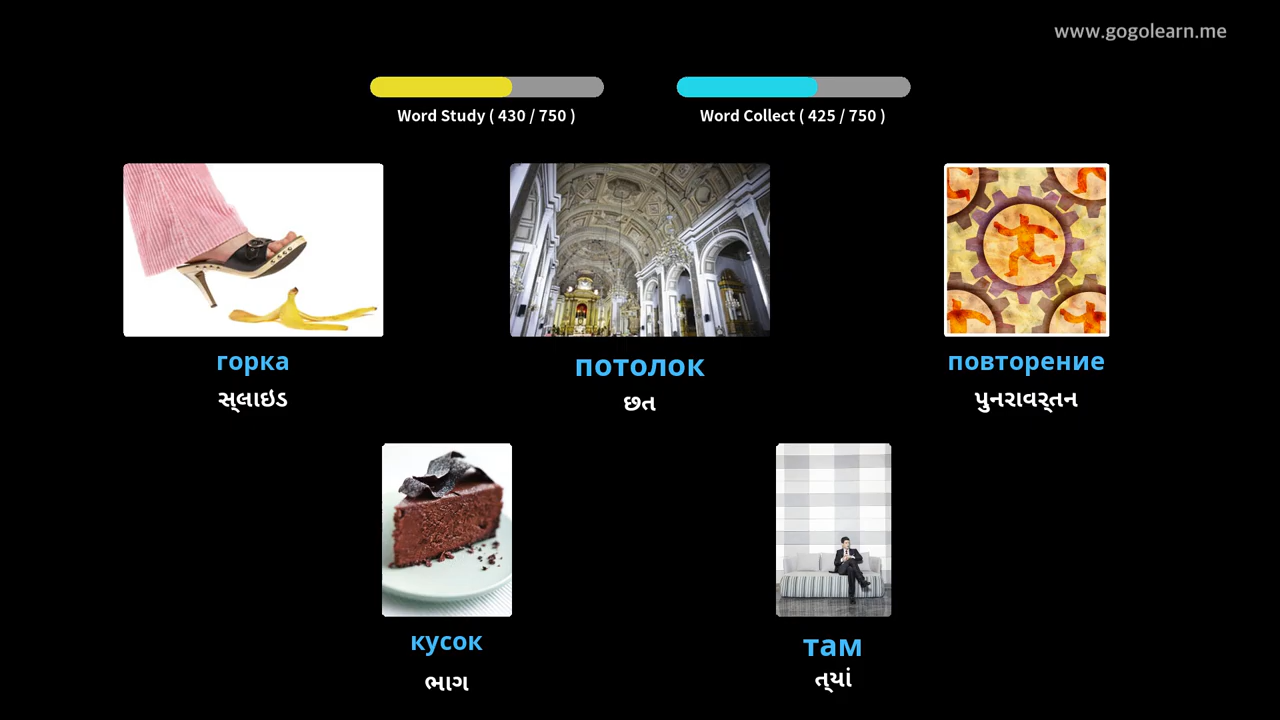 www.gogolearn.me
Word Study ( 430 / 750 )
Word Collect ( 425 / 750 )
горка
સ્લાઇડ
потолок
છત
повторение
પુનરાવર્તન
кусок
ભાગ
там
ત્યાં